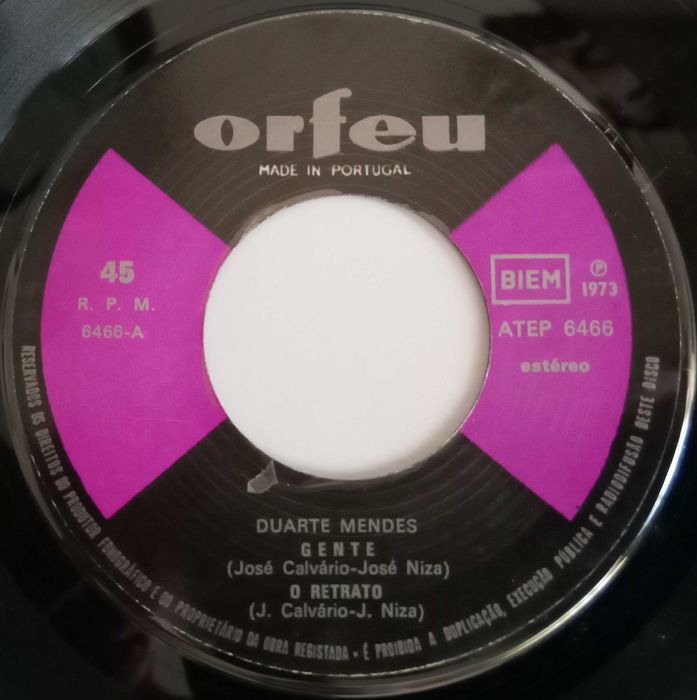 orfeu
MADE IN PORTUGAL
45
R. P. M.
6466-A
BIEM
℗
1973
ATEP 6466
estéreo
DUARTE MENDES
GENTE
(José Calvário-José Niza)
O RETRATO
(J. Calvário-J. Niza)
RESERVADOS OS DIREITOS DO PRODUTOR FONOGRÁFICO E DO PROPRIETÁRIO DA OBRA REGISTADA • É PROIBIDA A DUPLICAÇÃO, EXECUÇÃO PÚBLICA E RADIODIFUSÃO DESTE DISCO